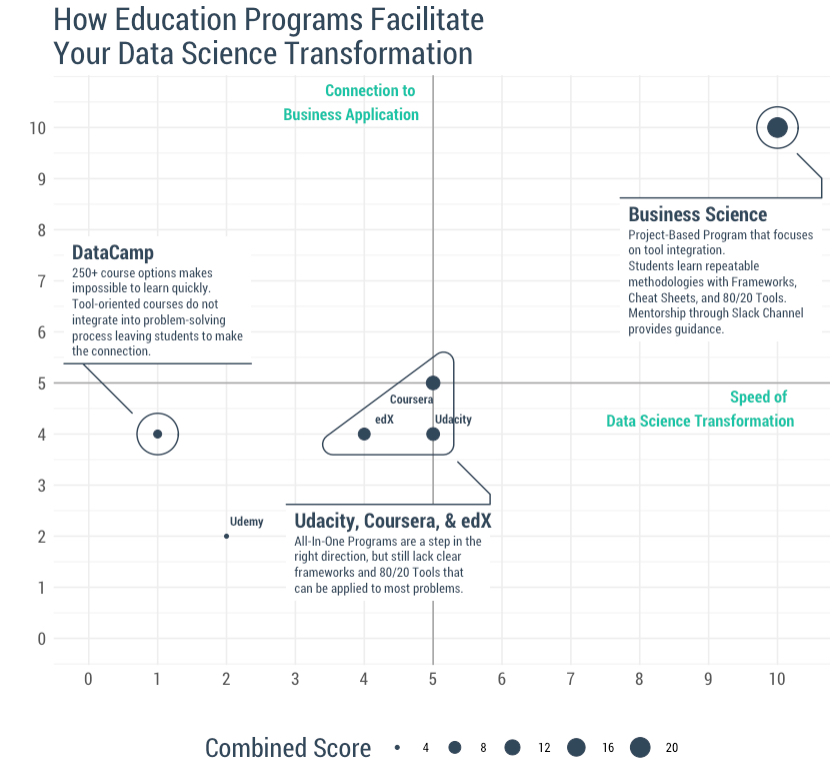 How Education Programs Facilitate
Your Data Science Transformation
Connection to
Business Application
10
9
8
7
6
5
4
3
2
1
0
DataCamp
250+ course options makes
impossible to learn quickly.
Tool-oriented courses do not
integrate into problem-solving
process leaving students to make
the connection.
Business Science
Project-Based Program that focuses
on tool integration.
Students learn repeatable
methodologies with Frameworks,
Cheat Sheets, and 80/20 Tools.
Mentorship through Slack Channel
provides guidance.
Speed of
Data Science Transformation
Coursera
edX
Udacity
Udemy
Udacity, Coursera, & edX
All-In-One Programs are a step in the
right direction, but still lack clear
frameworks and 80/20 Tools that
can be applied to most problems.
0 1 2 3 4 5 6 7 8 9 10
Combined Score 4 8 12 16 20